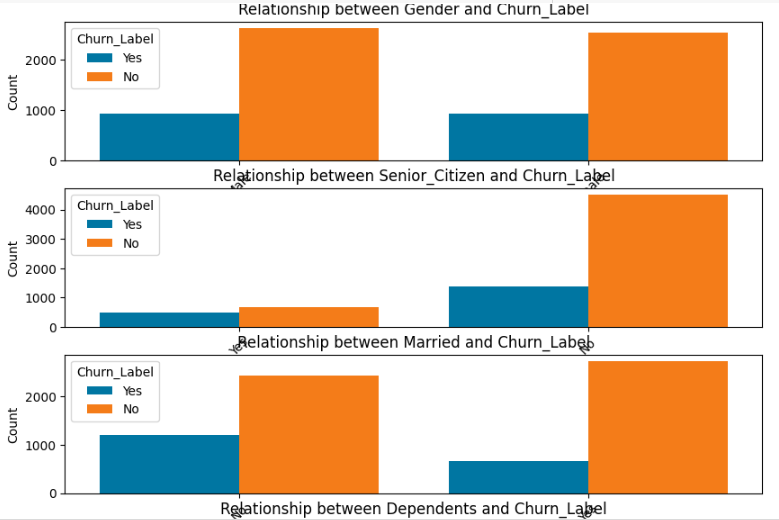 Relationship between Gender and Churn_Label
Churn_Label
Yes
No
Count
2000
1000
0
Relationship between Senior_Citizen and Churn_Label
Churn_Label
Yes
No
Count
4000
3000
2000
1000
0
Yes
No
Relationship between Married and Churn_Label
Churn_Label
Yes
No
Count
2000
1000
0
No
Yes
Relationship between Dependents and Churn_Label